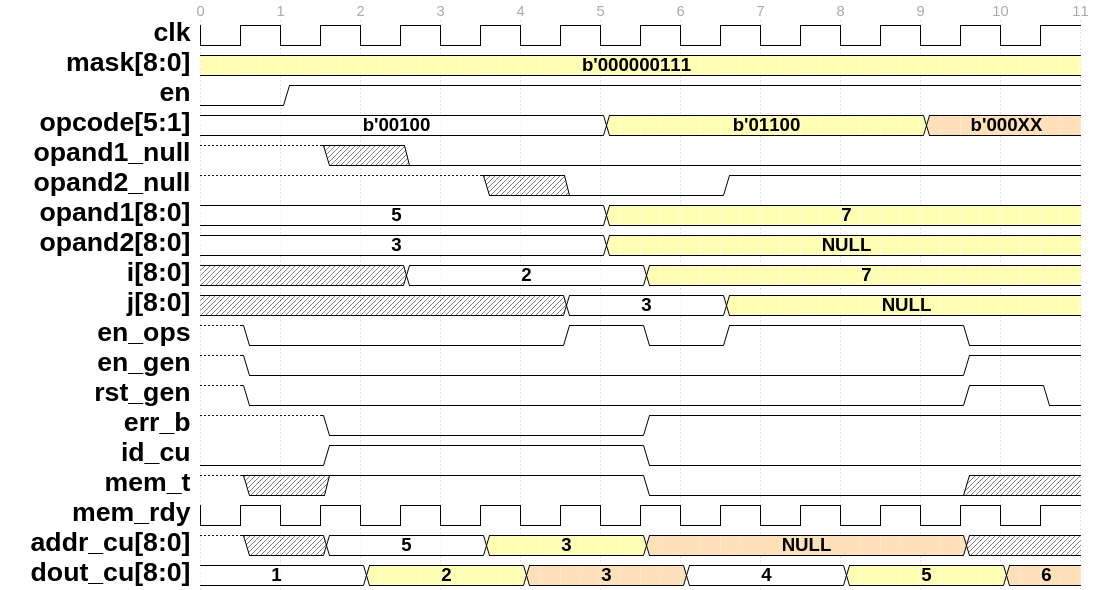 0 1 2 3 4 5 6 7 8 9 10 11
clk
mask[8:0] b'000000111
en
opcode[5:1] b'00100 b'01100 b'000XX
opand1_null
opand2_null
opand1[8:0] 5 7
opand2[8:0] 3 NULL
i[8:0] 2 7
j[8:0] 3 NULL
en_ops
en_gen
rst_gen
err_b
id_cu
mem_t
mem_rdy
addr_cu[8:0] 5 3 NULL
dout_cu[8:0] 1 2 3 4 5 6